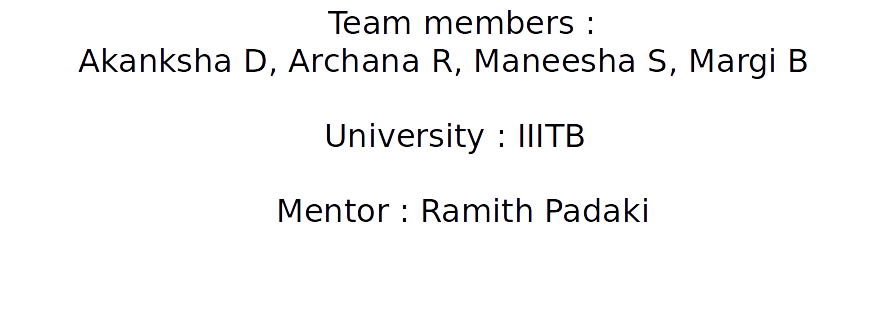 Team members :
Akanksha D, Archana R, Maneesha S, Margi B
University : IIITB
Mentor : Ramith Padaki